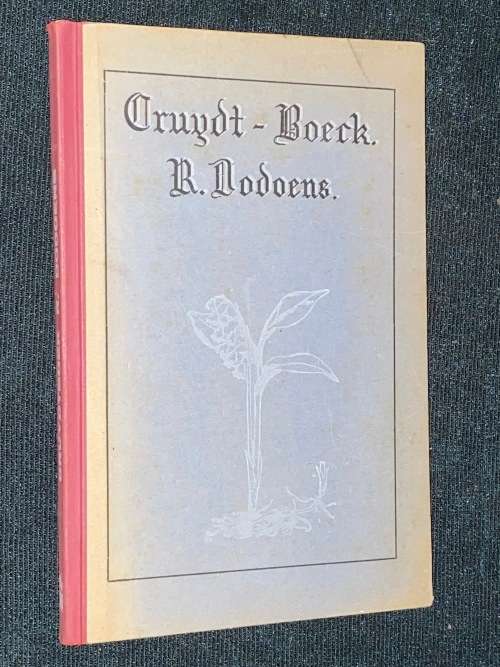 Cruydt - Boeck.
R. Dodoens.